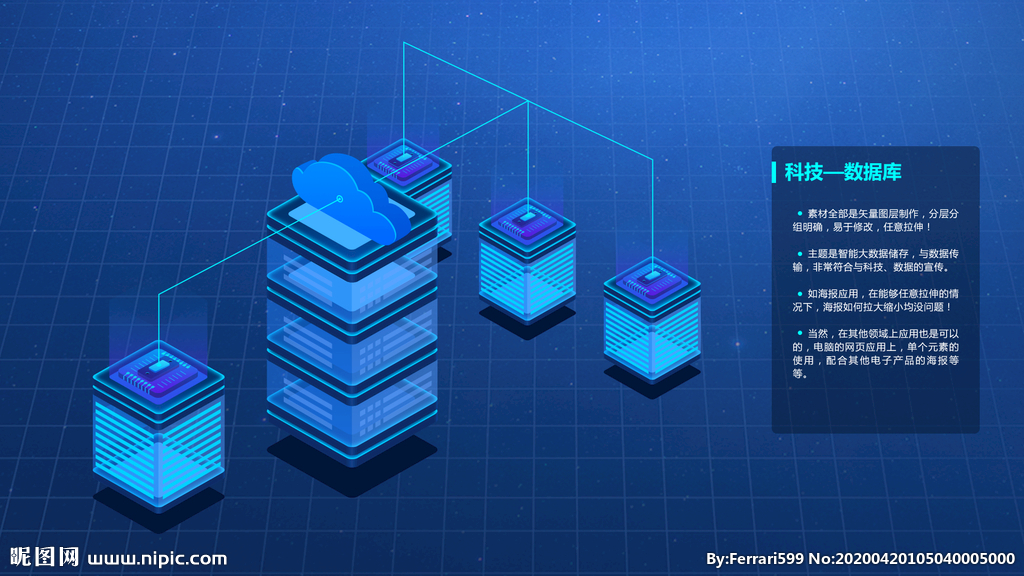 科技—数据库
● 素材全部是矢量图层制作，分层分
组明确，易于修改，任意拉伸！
● 主题是智能大数据储存，与数据传
输，非常符合与科技、数据的宣传。
● 如海报应用，在能够任意拉伸的情
况下，海报如何拉大缩小均没问题！
● 当然，在其他领域上应用也是可以
的，电脑的网页应用上，单个元素的
使用，配合其他电子产品的海报等
等。
昵图网 www.nipic.com
By:Ferrari599 No:20200420105040005000